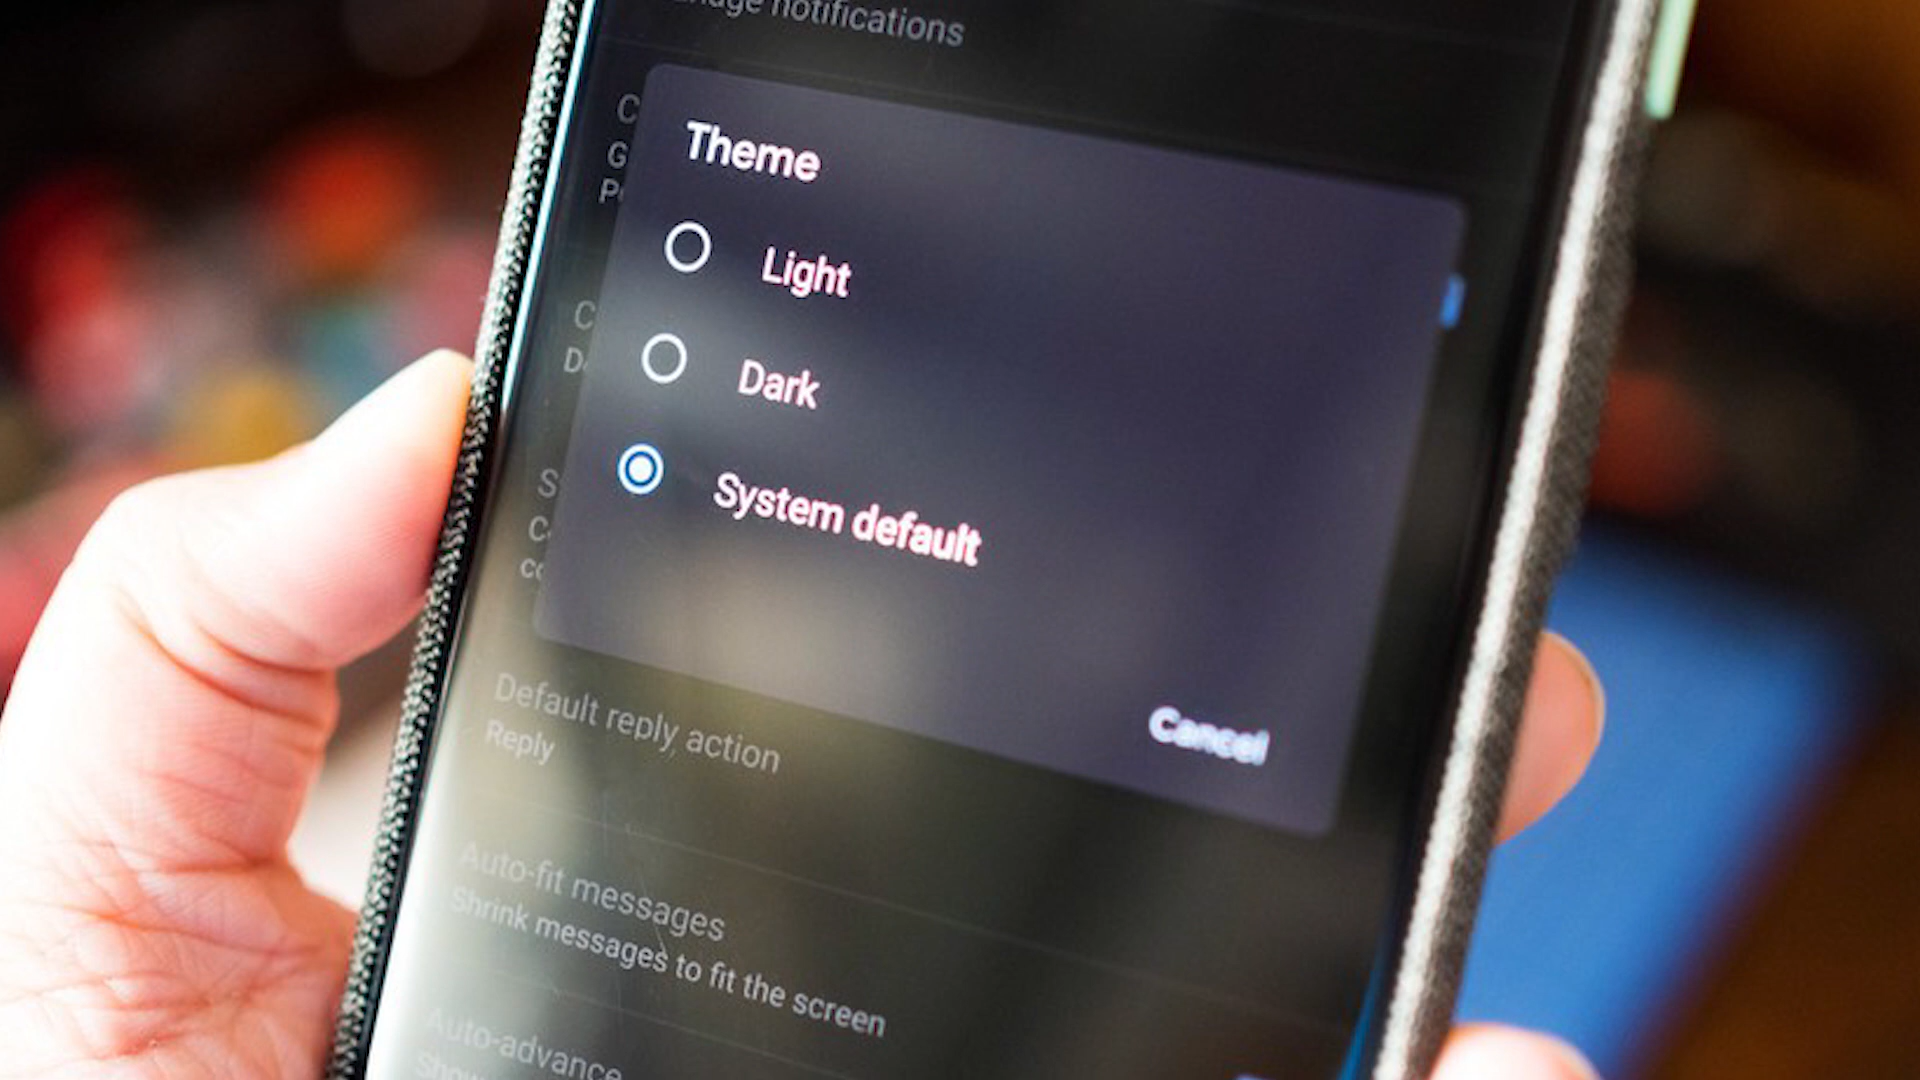 notifications
Theme
Light
Dark
System default
Cancel
Default reply action
Reply
Auto-fit messages
Shrink messages to fit the screen
Auto-advance